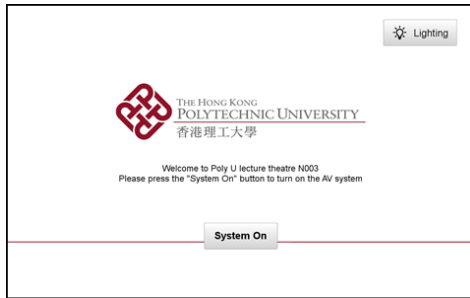 Lighting
THE HONG KONG
POLYTECHNIC UNIVERSITY
香港理工大學
Welcome to Poly U lecture theatre N003
Please press the "System On" button to turn on the AV system
System On